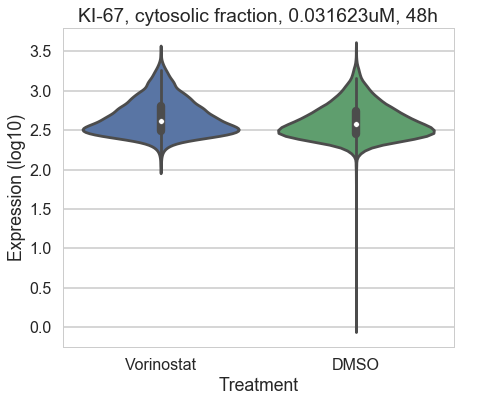 KI-67, cytosolic fraction, 0.031623uM, 48h
Expression (log10)
3.5
3.0
2.5
2.0
1.5
1.0
0.5
0.0
Vorinostat
DMSO
Treatment